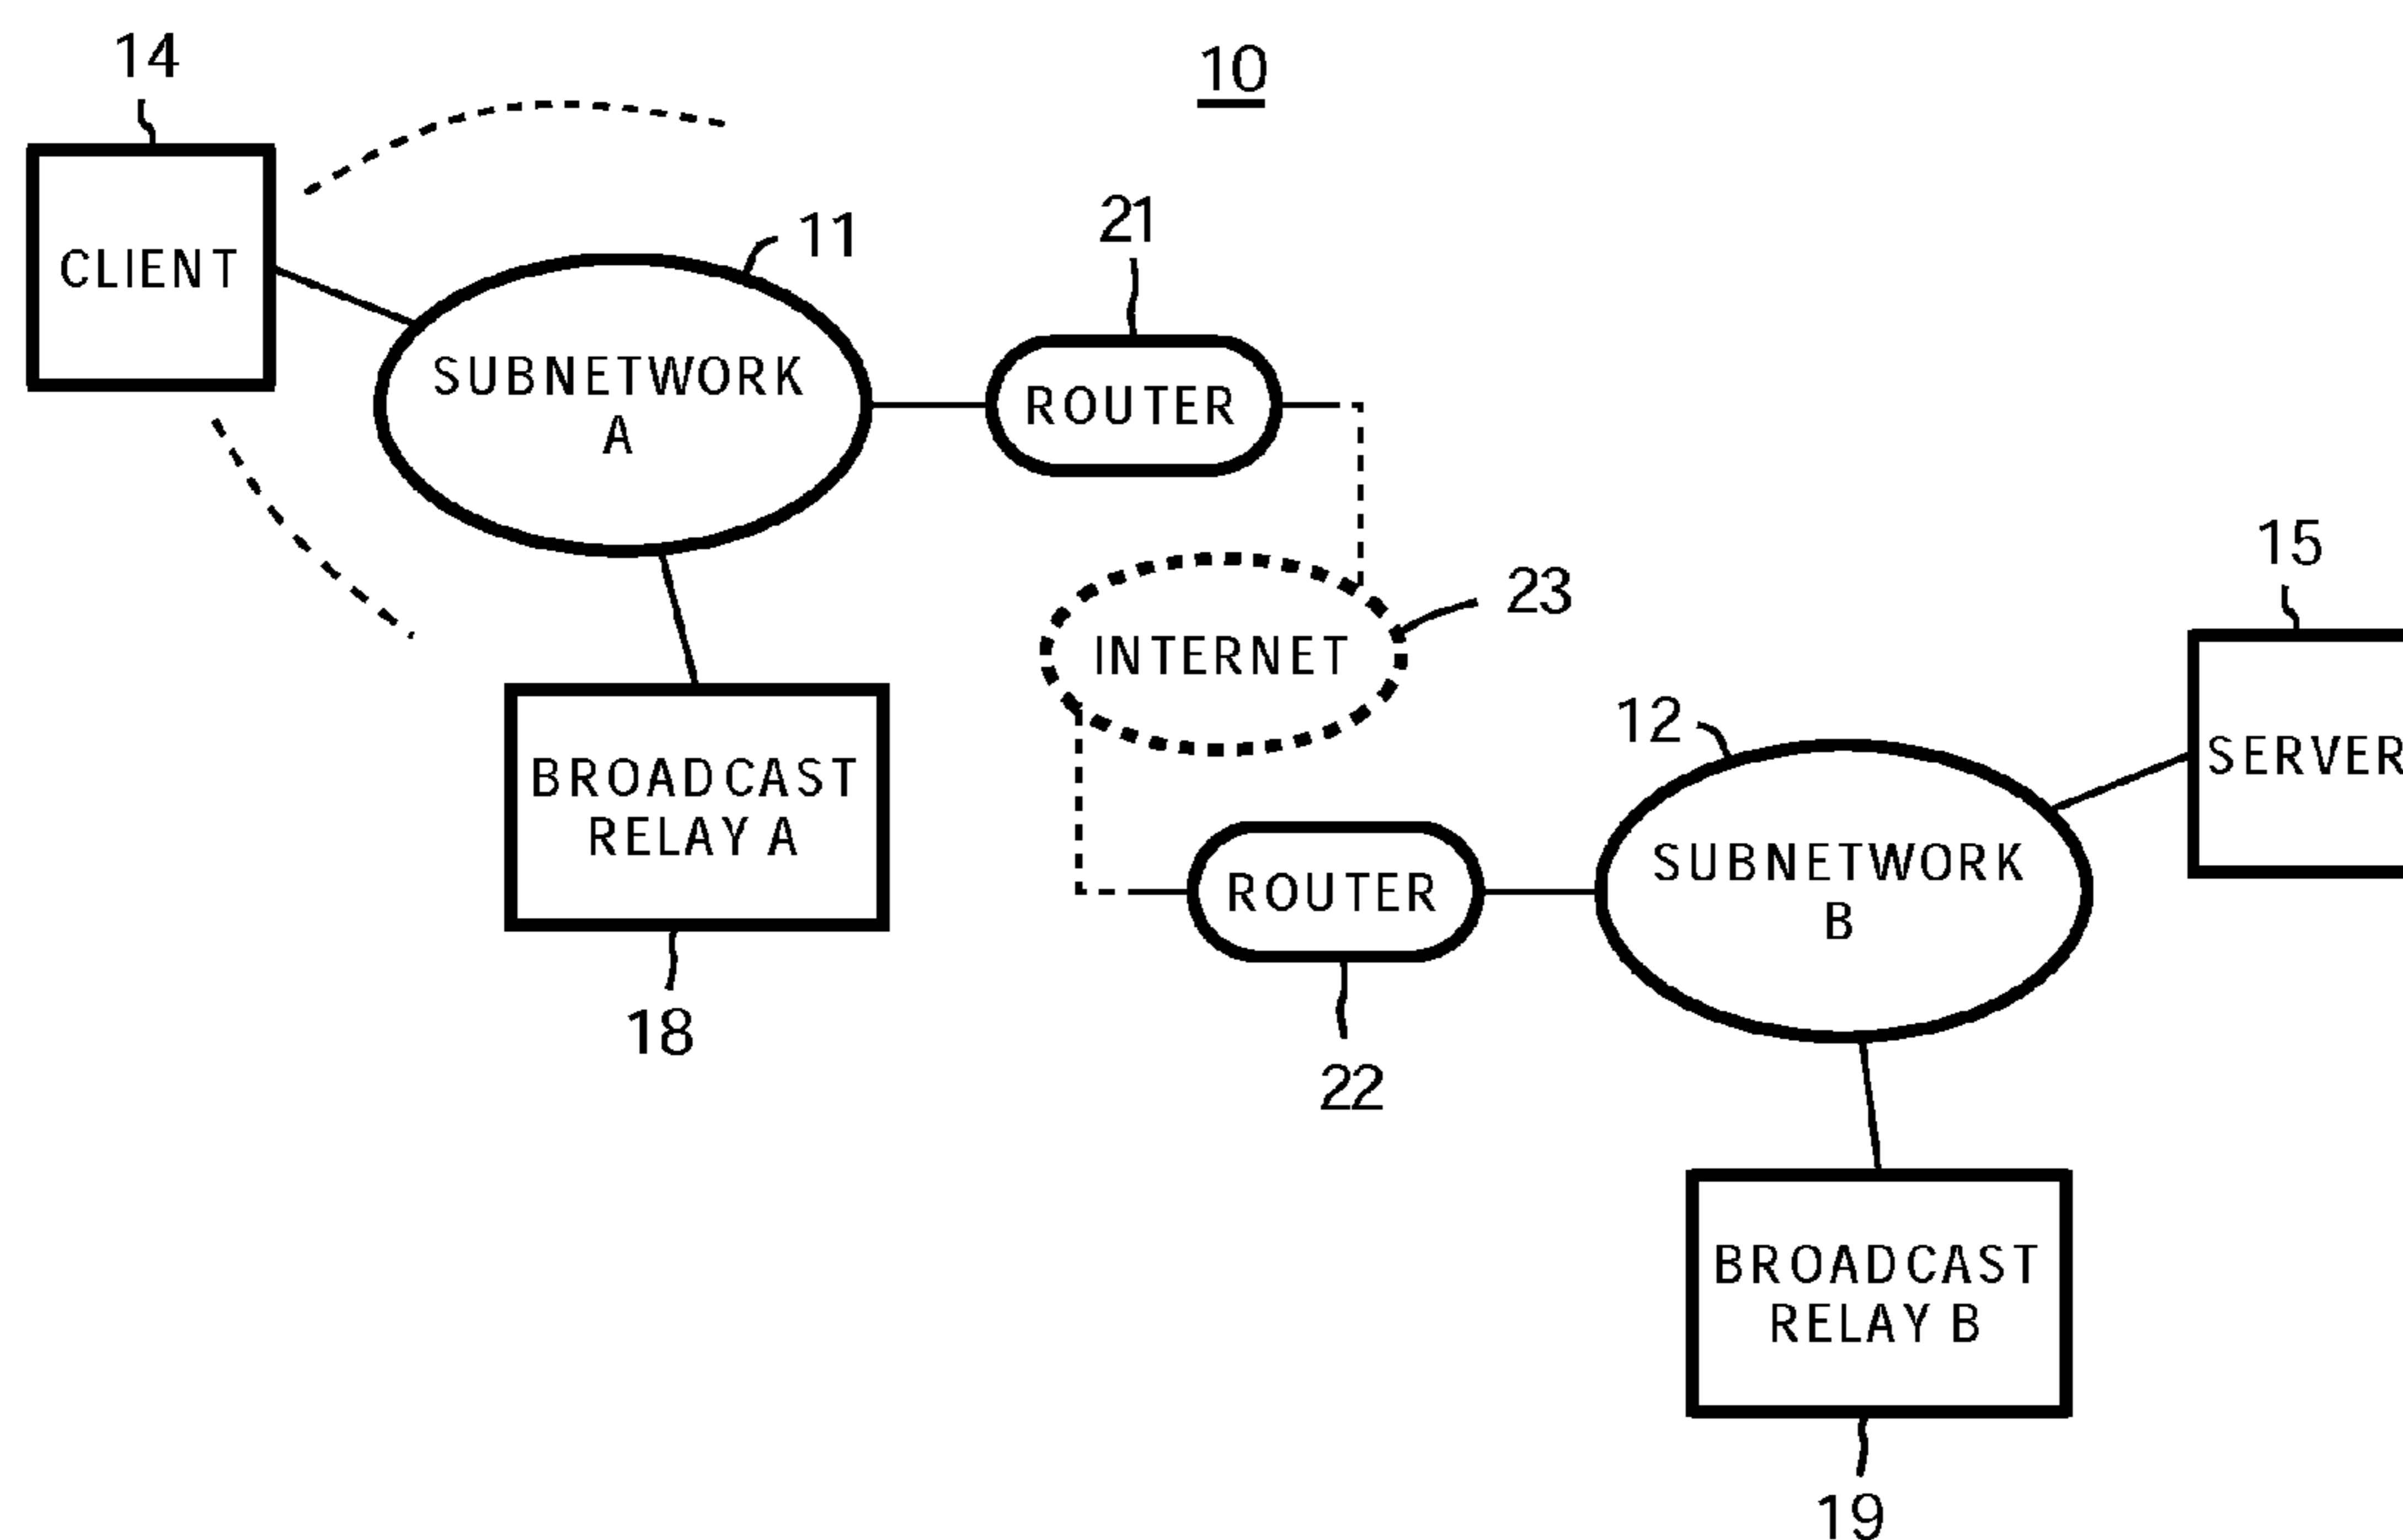 14
10
CLIENT
11
21
SUBNETWORK
A
ROUTER
23
INTERNET
15
12
SERVER
BROADCAST
RELAY A
SUBNETWORK
B
ROUTER
18
22
BROADCAST
RELAY B
19